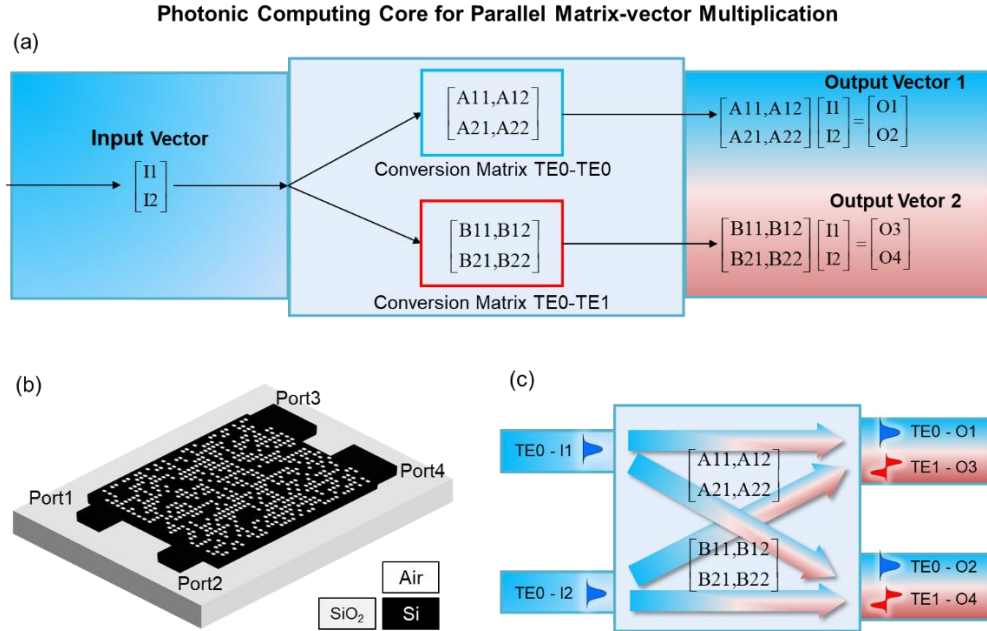 Photonic Computing Core for Parallel Matrix-vector Multiplication
(a)
Input Vector
[I1
I2]
[A11,A12
A21,A22]
Conversion Matrix TE0-TE0
[B11,B12
B21,B22]
Conversion Matrix TE0-TE1
Output Vector 1
[A11,A12 [I1 = [O1
A21,A22] I2] O2]
Output Vetor 2
[B11,B12 [I1 = [O3
B21,B22] I2] O4]
(b)
Port3
Port4
Port1
Port2
Air
SiO₂
Si
(c)
TE0 - I1
TE0 - I2
[A11,A12
A21,A22]
[B11,B12
B21,B22]
TE0 - O1
TE1 - O3
TE0 - O2
TE1 - O4